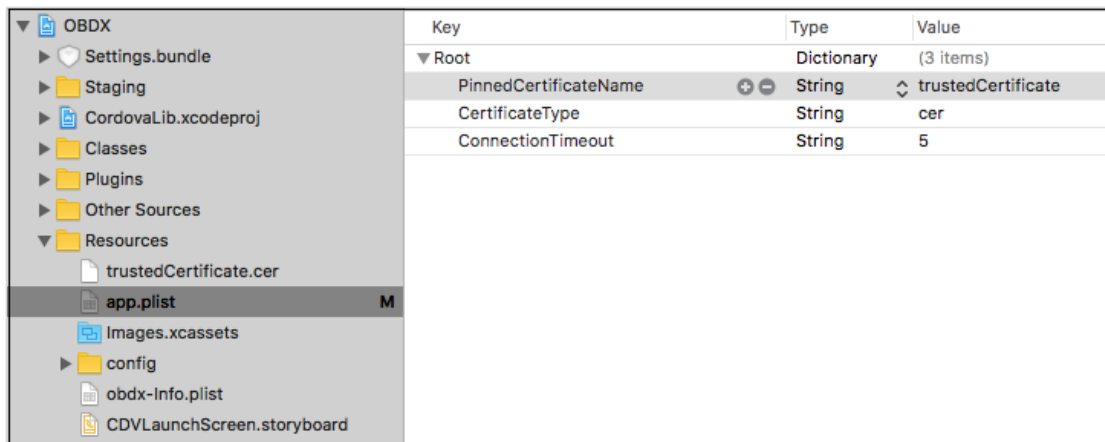 OBDX
Settings.bundle
Staging
CordovaLib.xcodeproj
Classes
Plugins
Other Sources
Resources
trustedCertificate.cer
app.plist M
Images.xcassets
config
obdx-Info.plist
CDVLaunchScreen.storyboard
Key Type Value
Root Dictionary (3 items)
PinnedCertificateName String trustedCertificate
CertificateType String cer
ConnectionTimeout String 5